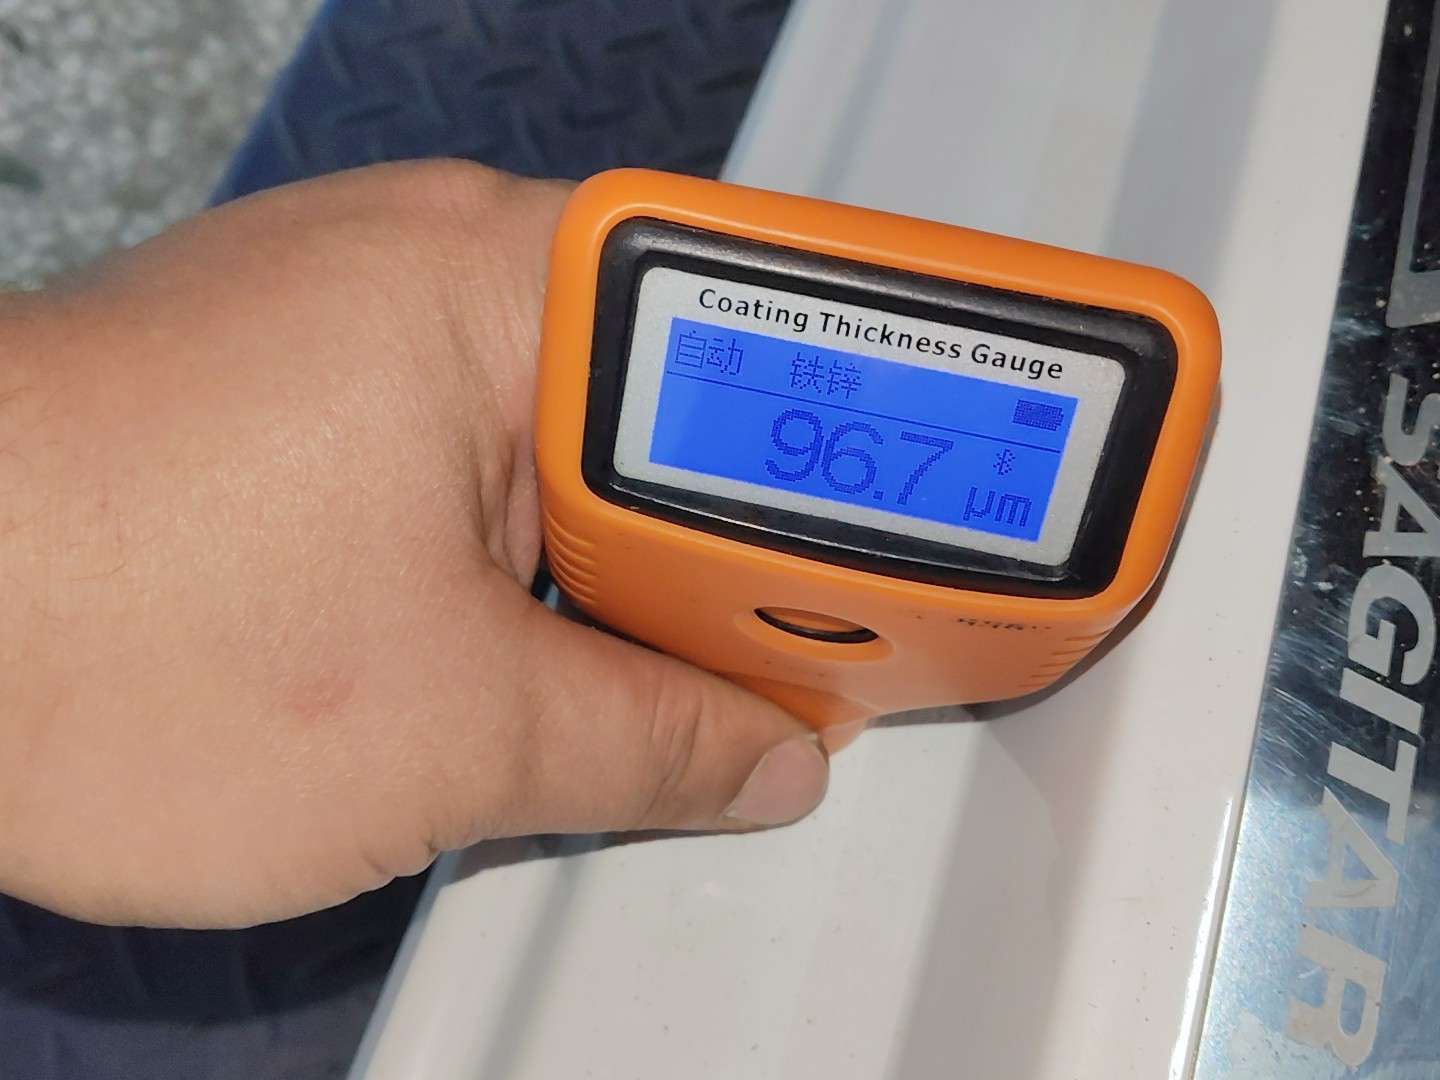 Coating Thickness Gauge
自动 铁锌
96.7 μm
SAGITAR